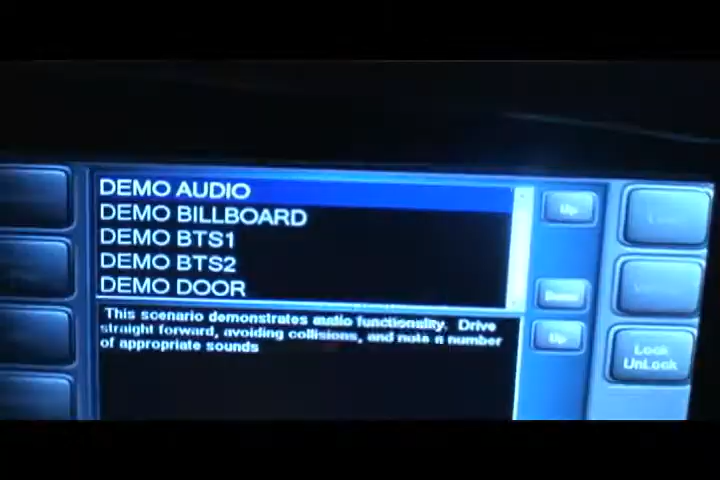 DEMO AUDIO
DEMO BILLBOARD
DEMO BTS1
DEMO BTS2
DEMO DOOR
This scenario demonstrates audio functionality. Drive
straight forward, avoiding collisions, and note a number
of appropriate sounds
Up
Down
Up
Lock
UnLock